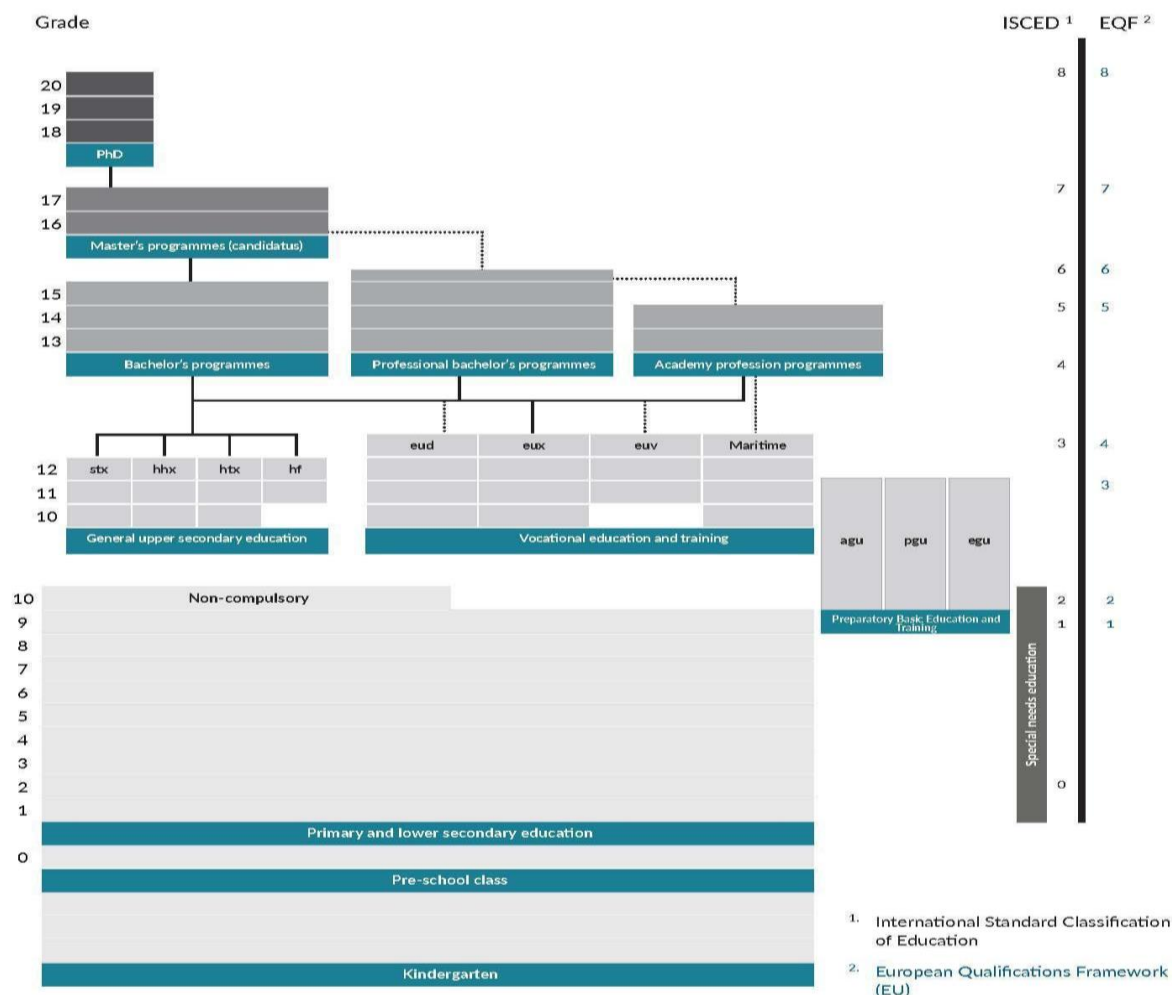 Grade
ISCED 1 EQF 2
8 8
20
19
18
PhD
17 7 7
16
Master's programmes (candidatus)
6 6
15
5 5
14
13
Bachelor's programmes Professional bachelor's programmes Academy profession programmes 4
eud eux euv Maritime 3 4
12 stx hhx htx hf
11 3
10
General upper secondary education Vocational education and training
agu pgu egu
10 Non-compulsory 2 2
9 Preparatory Basic Education and
Training 1 1
8
7
6
5
4
3
2
0
1
Special needs education
Primary and lower secondary education
0
Pre-school class
Kindergarten
1. International Standard Classification
of Education
2. European Qualifications Framework
(EU)